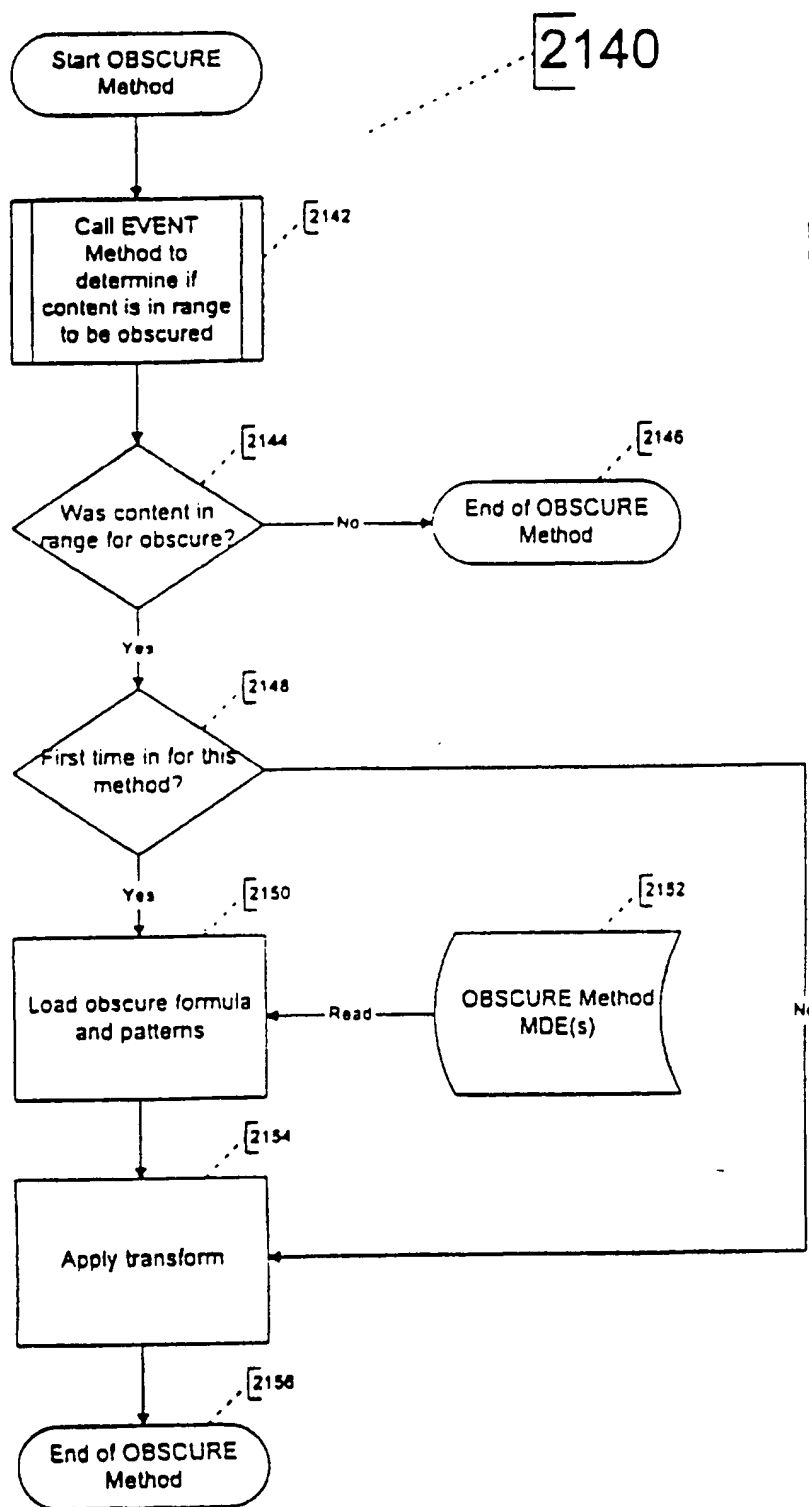 2140
Start OBSCURE
Method
2142
Call EVENT
Method to
determine if
content is in range
to be obscured
2144
Was content in
range for obscure?
No
2146
End of OBSCURE
Method
Yes
2148
First time in for this
method?
Yes
2150
Load obscure formula
and patterns
Read
2152
OBSCURE Method
MDE(s)
No
2154
Apply transform
2156
End of OBSCURE
Method